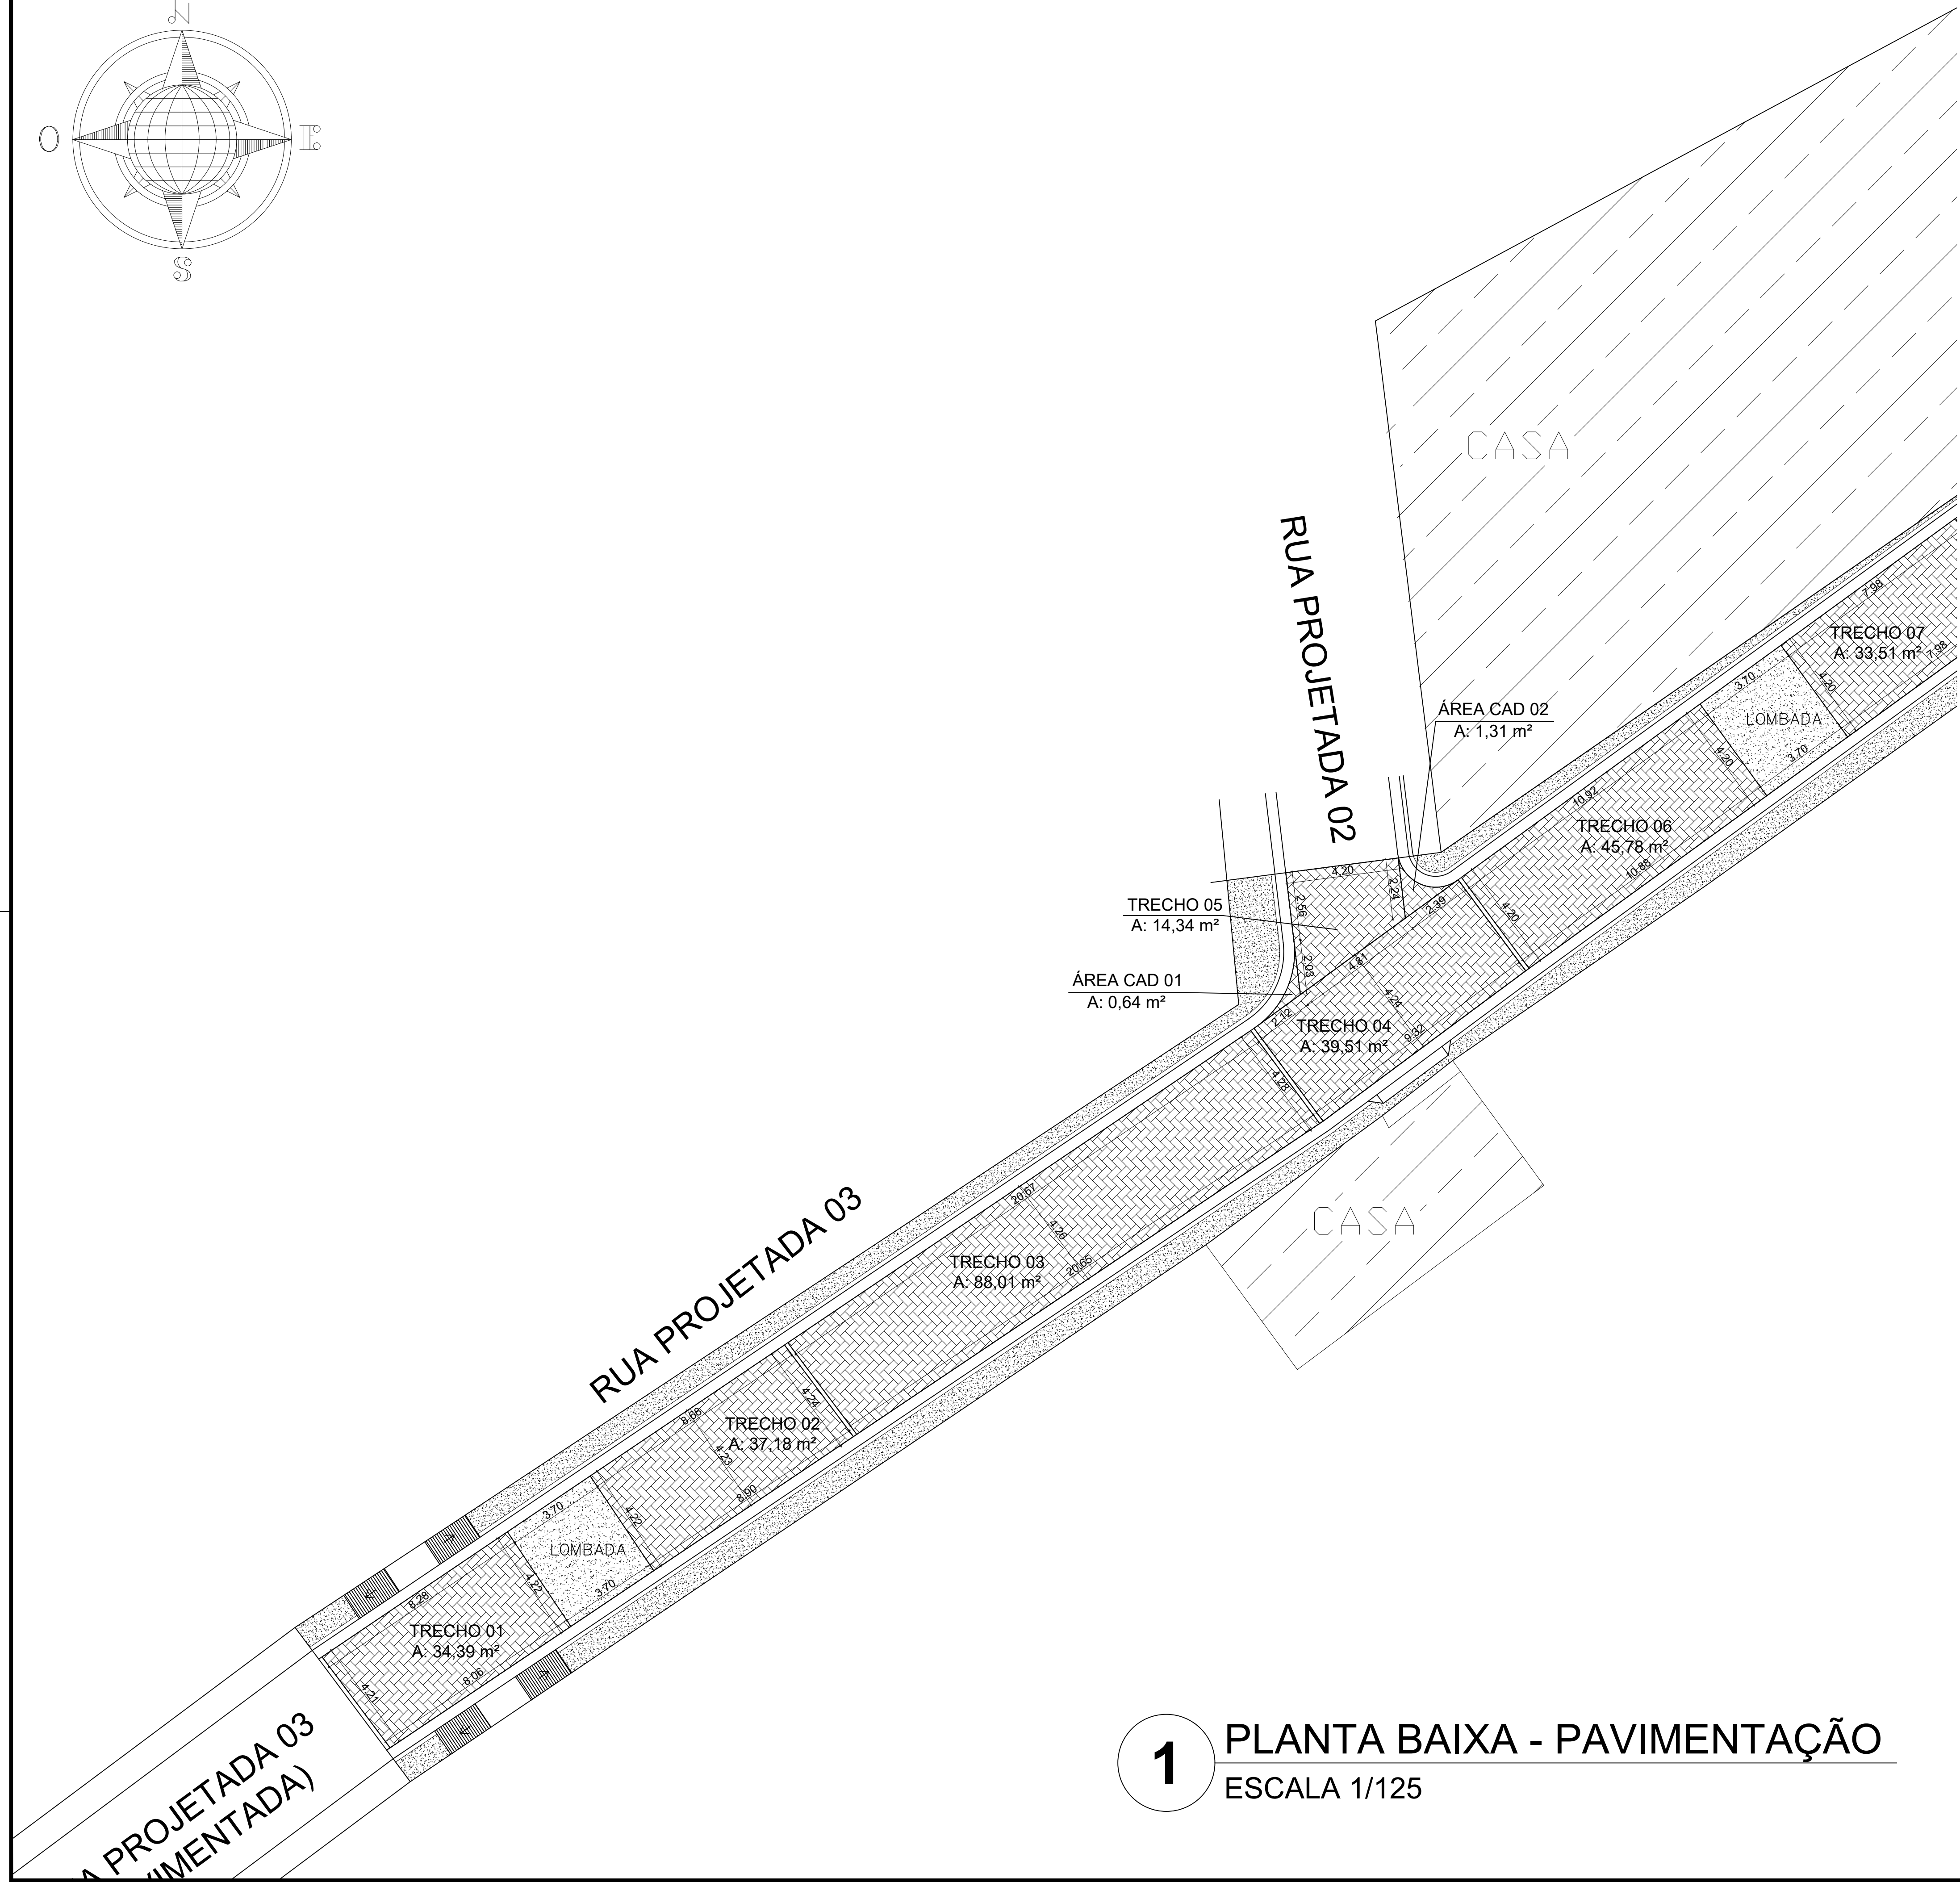 N
O
E
S
CASA
RUA PROJETADA 02
7.98
TRECHO 07
A: 33,51 m²
7.98
4.20
3.70
LOMBADA
3.70
ÁREA CAD 02
A: 1,31 m²
4.20
10.92
TRECHO 06
A: 45,78 m²
10.88
4.20
4.20
2.24
2.39
2.56
TRECHO 05
A: 14,34 m²
2.03
4.81
ÁREA CAD 01
A: 0,64 m²
4.24
2.12
TRECHO 04
A: 39,51 m²
9.32
4.28
CASA
RUA PROJETADA 03
20.67
4.26
TRECHO 03
A: 88,01 m²
20.65
4.24
8.68
TRECHO 02
A: 37,18 m²
4.23
8.90
4.22
3.70
LOMBADA
3.70
4.22
8.28
TRECHO 01
A: 34,39 m²
8.06
4.21
A PROJETADA 03
VIMENTADA)
1
PLANTA BAIXA - PAVIMENTAÇÃO
ESCALA 1/125